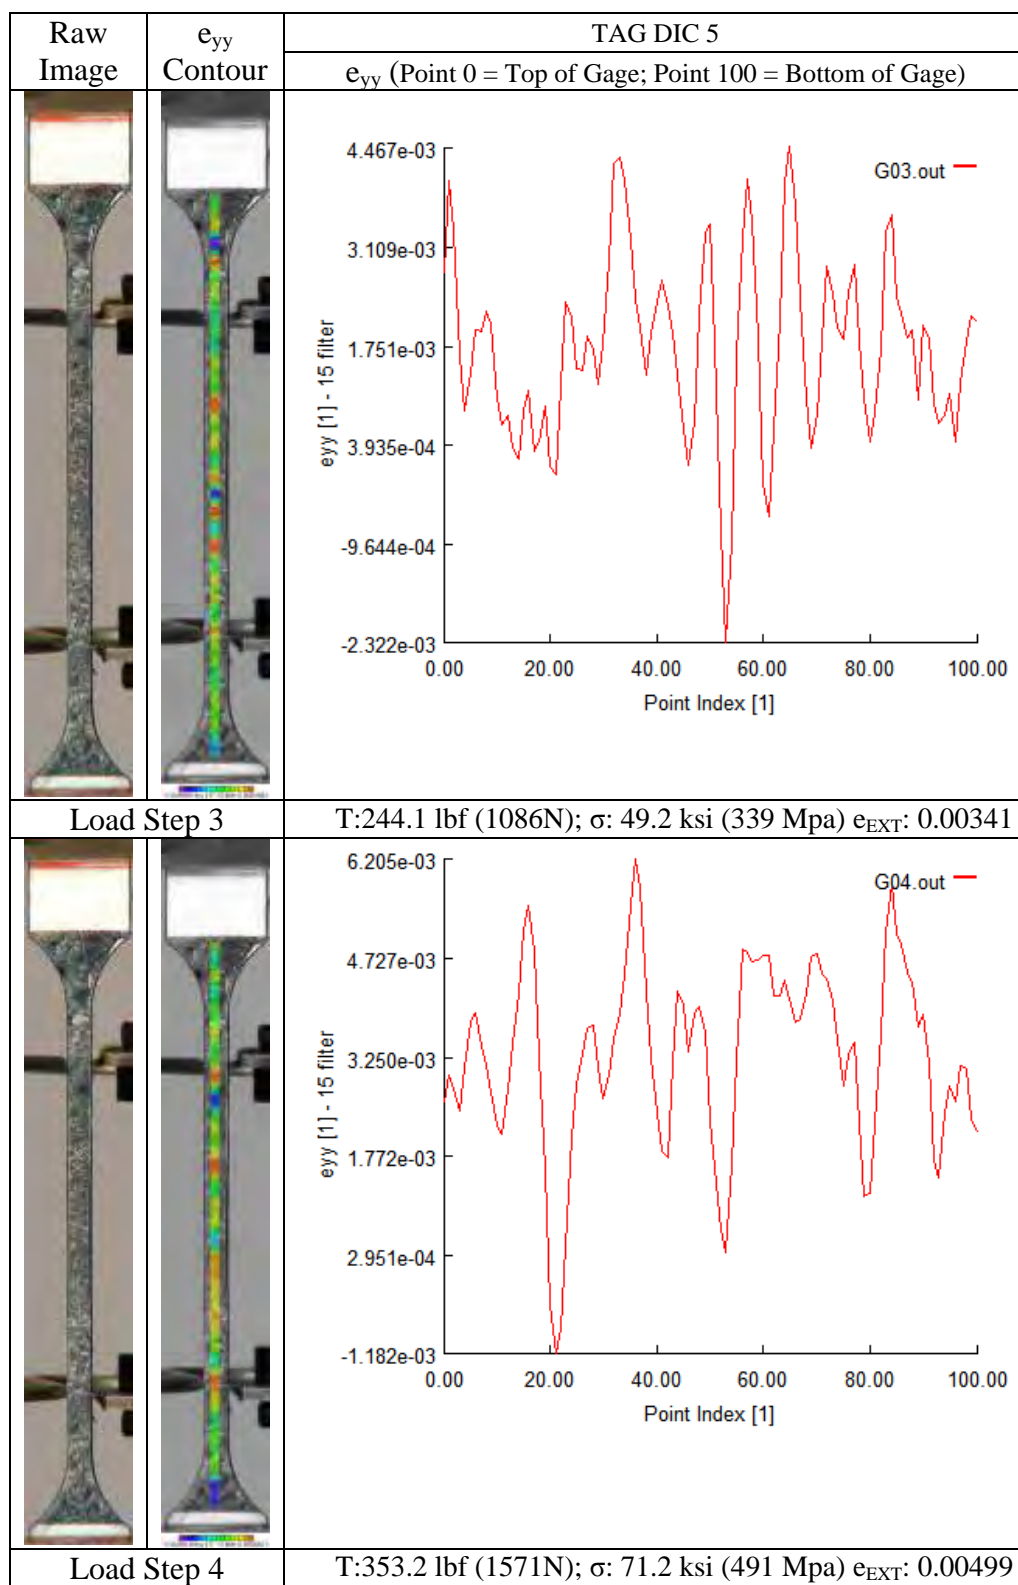 Raw Image
e_yy Contour
TAG DIC 5
e_yy (Point 0 = Top of Gage; Point 100 = Bottom of Gage)
4.467e-03
G03.out
3.109e-03
1.751e-03
eyy [1] - 15 filter
3.935e-04
-9.644e-04
-2.322e-03
0.00 20.00 40.00 60.00 80.00 100.00
Point Index [1]
Load Step 3
T:244.1 lbf (1086N); σ: 49.2 ksi (339 Mpa) e_EXT: 0.00341
6.205e-03
G04.out
4.727e-03
3.250e-03
eyy [1] - 15 filter
1.772e-03
2.951e-04
-1.182e-03
0.00 20.00 40.00 60.00 80.00 100.00
Point Index [1]
Load Step 4
T:353.2 lbf (1571N); σ: 71.2 ksi (491 Mpa) e_EXT: 0.00499